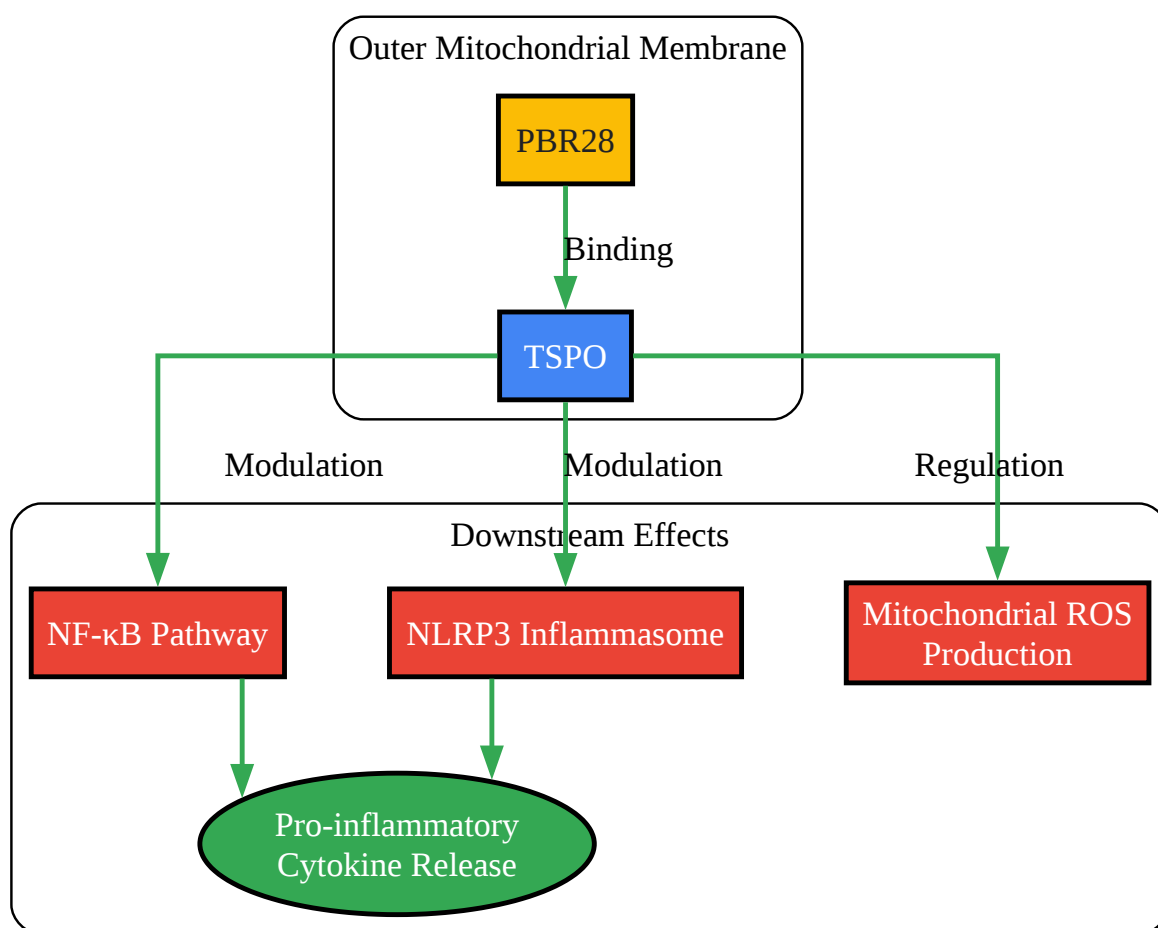 Outer Mitochondrial Membrane
PBR28
Binding
TSPO
Modulation
Modulation
Regulation
Downstream Effects
NF-κB Pathway
NLRP3 Inflammasome
Mitochondrial ROS
Production
Pro-inflammatory
Cytokine Release